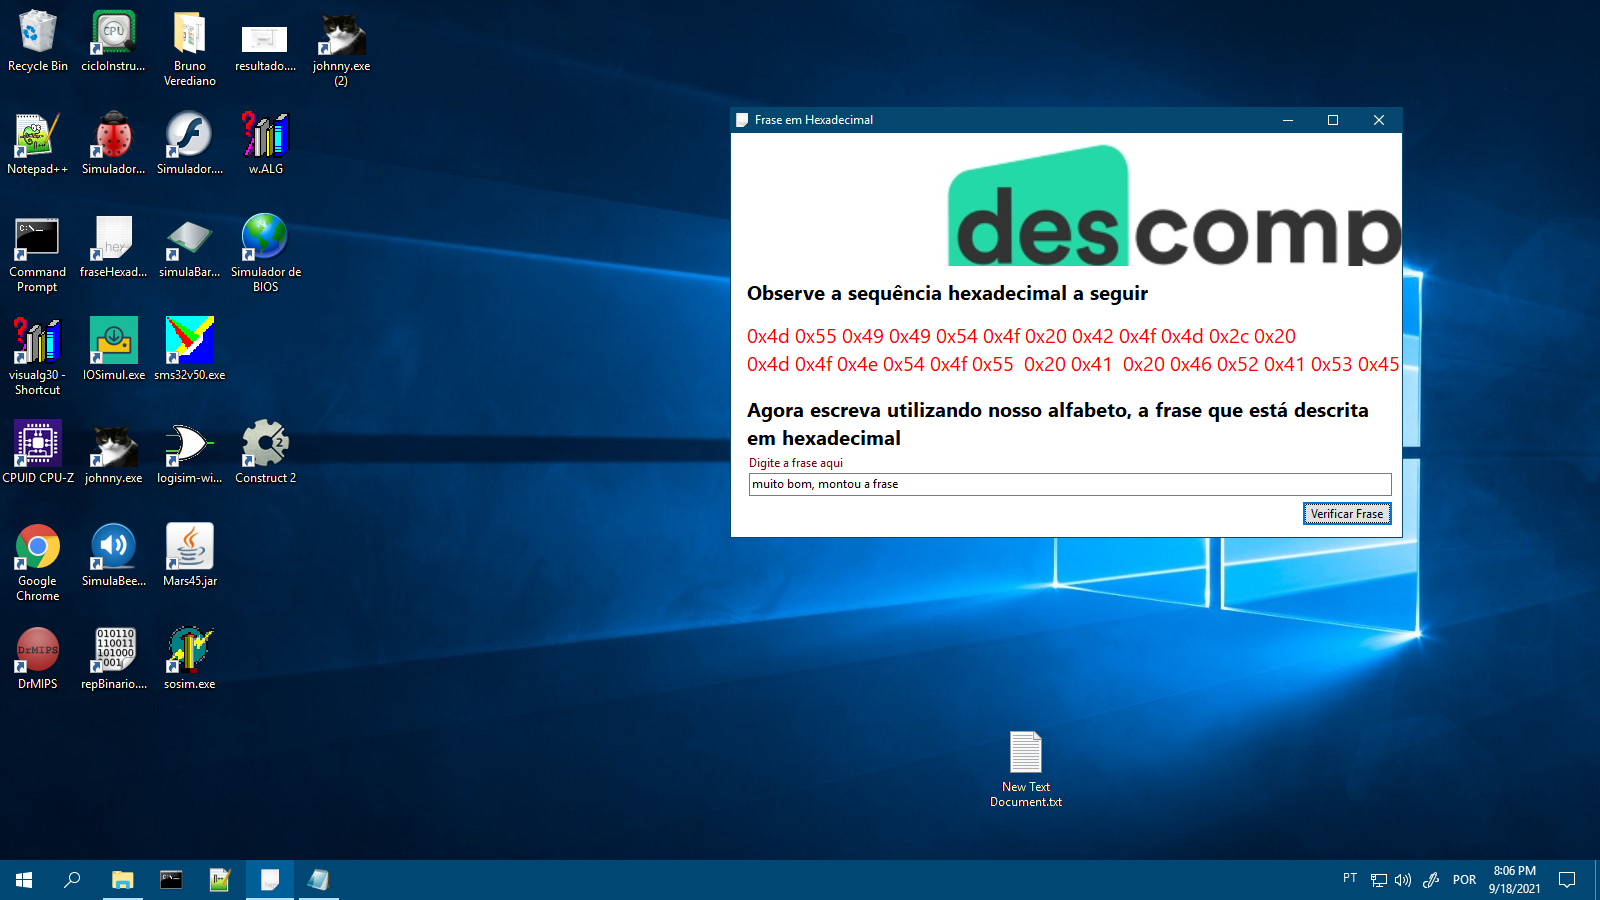 Recycle Bin
cicloInstru...
Bruno
Verediano
resultado....
johnny.exe
(2)
Notepad++
Simulador...
Simulador....
w.ALG
Command
Prompt
fraseHexad...
simulaBar...
Simulador de
BIOS
visualg30 -
Shortcut
IOSimul.exe
sms32v50.exe
CPUID CPU-Z
johnny.exe
logisim-wi...
Construct 2
Google
Chrome
SimulaBee...
Mars45.jar
DrMIPS
repBinario....
sosim.exe
Frase em Hexadecimal
descomp
Observe a sequência hexadecimal a seguir
0x4d 0x55 0x49 0x49 0x54 0x4f 0x20 0x42 0x4f 0x4d 0x2c 0x20
0x4d 0x4f 0x4e 0x54 0x4f 0x55  0x20 0x41  0x20 0x46 0x52 0x41 0x53 0x45
Agora escreva utilizando nosso alfabeto, a frase que está descrita
em hexadecimal
Digite a frase aqui
muito bom, montou a frase
Verificar Frase
New Text
Document.txt
PT
POR
8:06 PM
9/18/2021